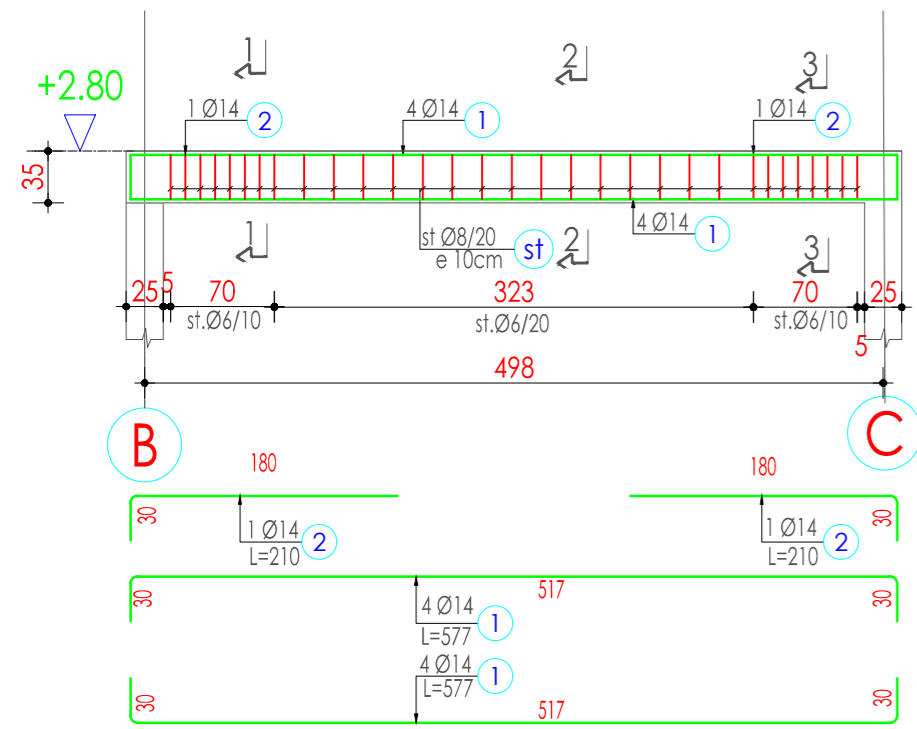 1 2 3
+2.80
1 Ø14 2 4 Ø14 1 1 Ø14 2
35
4 Ø14 1
1 2 3
st Ø8/20 st
e 10cm
25 5 70 323 70 25
st.Ø6/10 st.Ø6/20 st.Ø6/10
5
498
B C
180 180
30 30
1 Ø14 2 1 Ø14 2
L=210 L=210
30 517 30
4 Ø14 1
L=577
4 Ø14 1
L=577
30 517 30